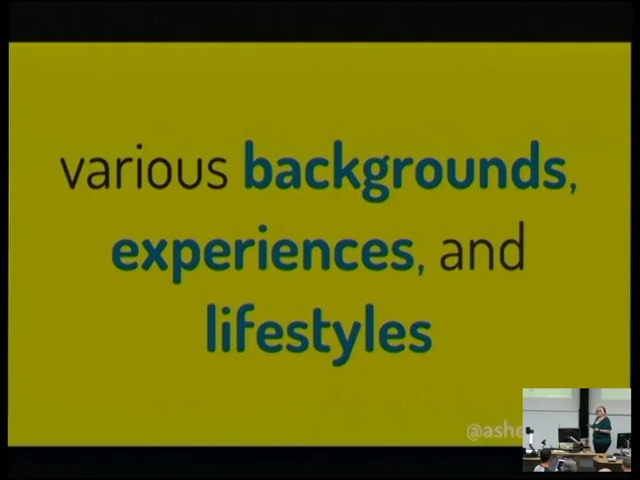 various backgrounds,
experiences, and
lifestyles